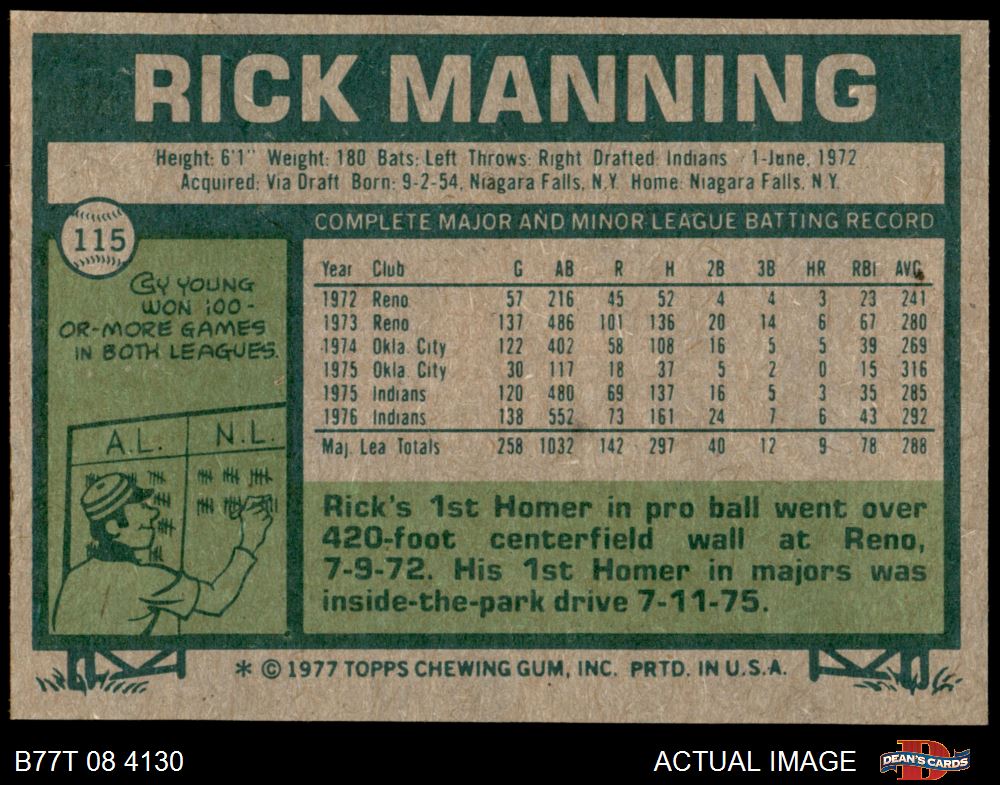 RICK MANNING
Height: 6'1" Weight: 180 Bats: Left Throws: Right Drafted: Indians 1-June, 1972
Acquired: Via Draft Born: 9-2-54, Niagara Falls, N.Y. Home: Niagara Falls, N.Y.
115
COMPLETE MAJOR AND MINOR LEAGUE BATTING RECORD
CY YOUNG
WON 100-
OR-MORE GAMES
IN BOTH LEAGUES.
A.L. N.L.
Year Club G AB R H 2B 3B HR RBI AVG.
1972 Reno 57 216 45 52 4 4 3 23 241
1973 Reno 137 486 101 136 20 14 6 67 280
1974 Okla. City 122 402 58 108 16 5 5 39 269
1975 Okla. City 30 117 18 37 5 2 0 15 316
1975 Indians 120 480 69 137 16 5 3 35 285
1976 Indians 138 552 73 161 24 7 6 43 292
Maj. Lea Totals 258 1032 142 297 40 12 9 78 288
Rick's 1st Homer in pro ball went over
420-foot centerfield wall at Reno,
7-9-72. His 1st Homer in majors was
inside-the-park drive 7-11-75.
* © 1977 TOPPS CHEWING GUM, INC. PRTD. IN U.S.A.
B77T 08 4130 ACTUAL IMAGE DEAN'S CARDS